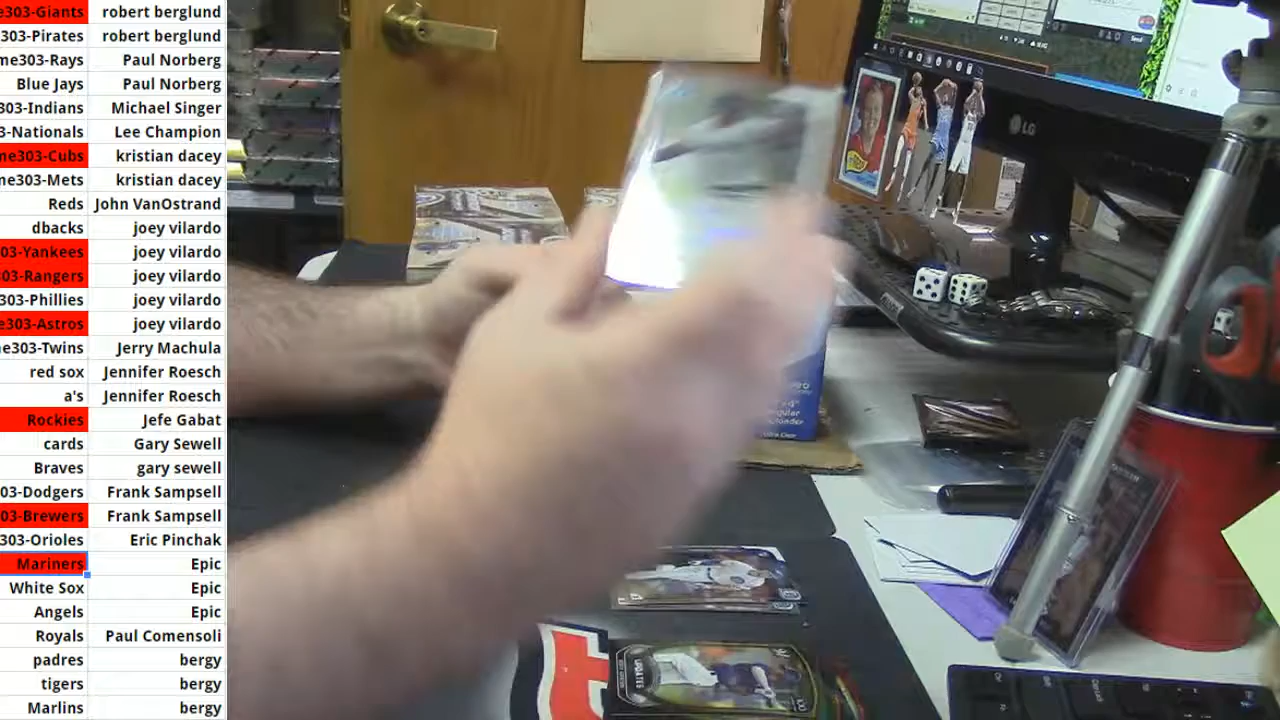 me303-Giants robert berglund
303-Pirates robert berglund
me303-Rays Paul Norberg
Blue Jays Paul Norberg
303-Indians Michael Singer
3-Nationals Lee Champion
me303-Cubs kristian dacey
me303-Mets kristian dacey
Reds John VanOstrand
dbacks joey vilardo
03-Yankees joey vilardo
03-Rangers joey vilardo
303-Phillies joey vilardo
e303-Astros joey vilardo
e303-Twins Jerry Machula
red sox Jennifer Roesch
a's Jennifer Roesch
Rockies Jefe Gabat
cards Gary Sewell
Braves gary sewell
03-Dodgers Frank Sampsell
03-Brewers Frank Sampsell
303-Orioles Eric Pinchak
Mariners Epic
White Sox Epic
Angels Epic
Royals Paul Comensoli
padres bergy
tigers bergy
Marlins bergy
LG